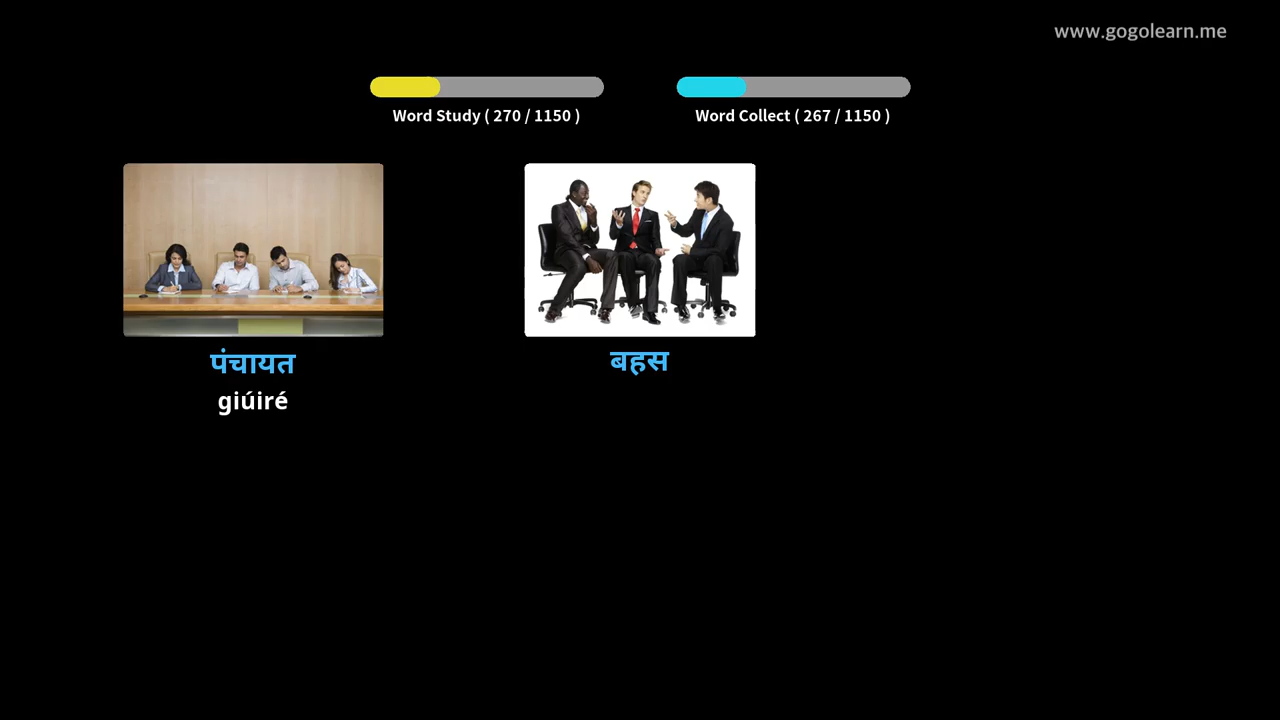 www.gogolearn.me
Word Study ( 270 / 1150 )
Word Collect ( 267 / 1150 )
पंचायत
बहस
giúiré